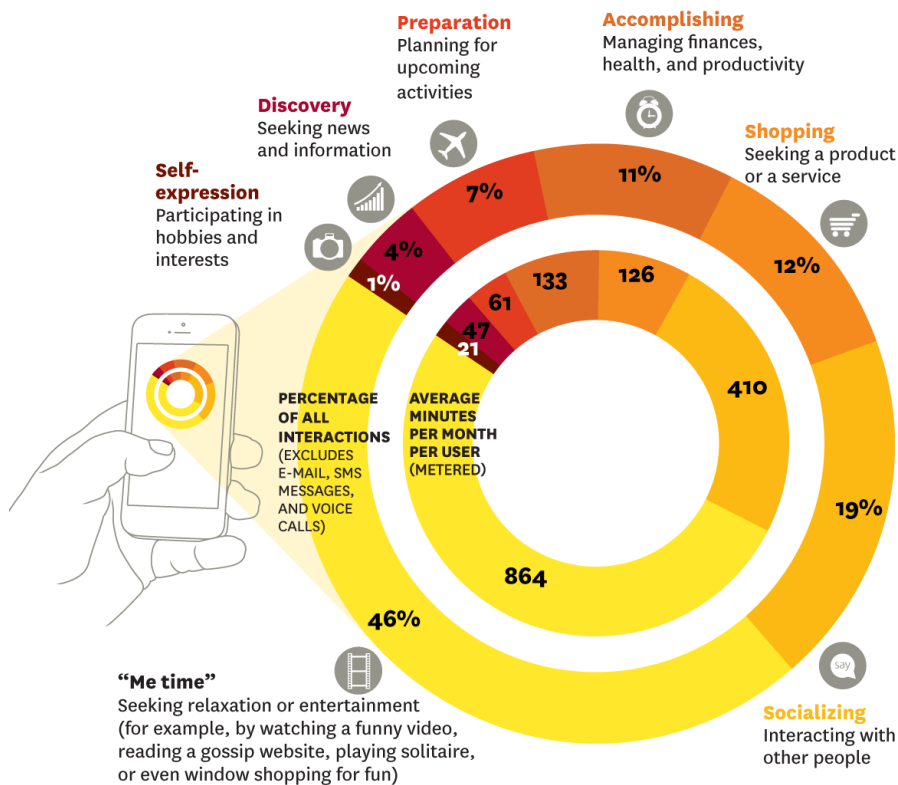 Preparation
Planning for
upcoming
activities
Accomplishing
Managing finances,
health, and productivity
Discovery
Seeking news
and information
Shopping
Seeking a product
or a service
Self-
expression
Participating in
hobbies and
interests
1%
4%
7%
11%
12%
19%
46%
21
47
61
133
126
410
864
PERCENTAGE
OF ALL
INTERACTIONS
(EXCLUDES
E-MAIL, SMS
MESSAGES,
AND VOICE
CALLS)
AVERAGE
MINUTES
PER MONTH
PER USER
(METERED)
say
“Me time”
Seeking relaxation or entertainment
(for example, by watching a funny video,
reading a gossip website, playing solitaire,
or even window shopping for fun)
Socializing
Interacting with
other people